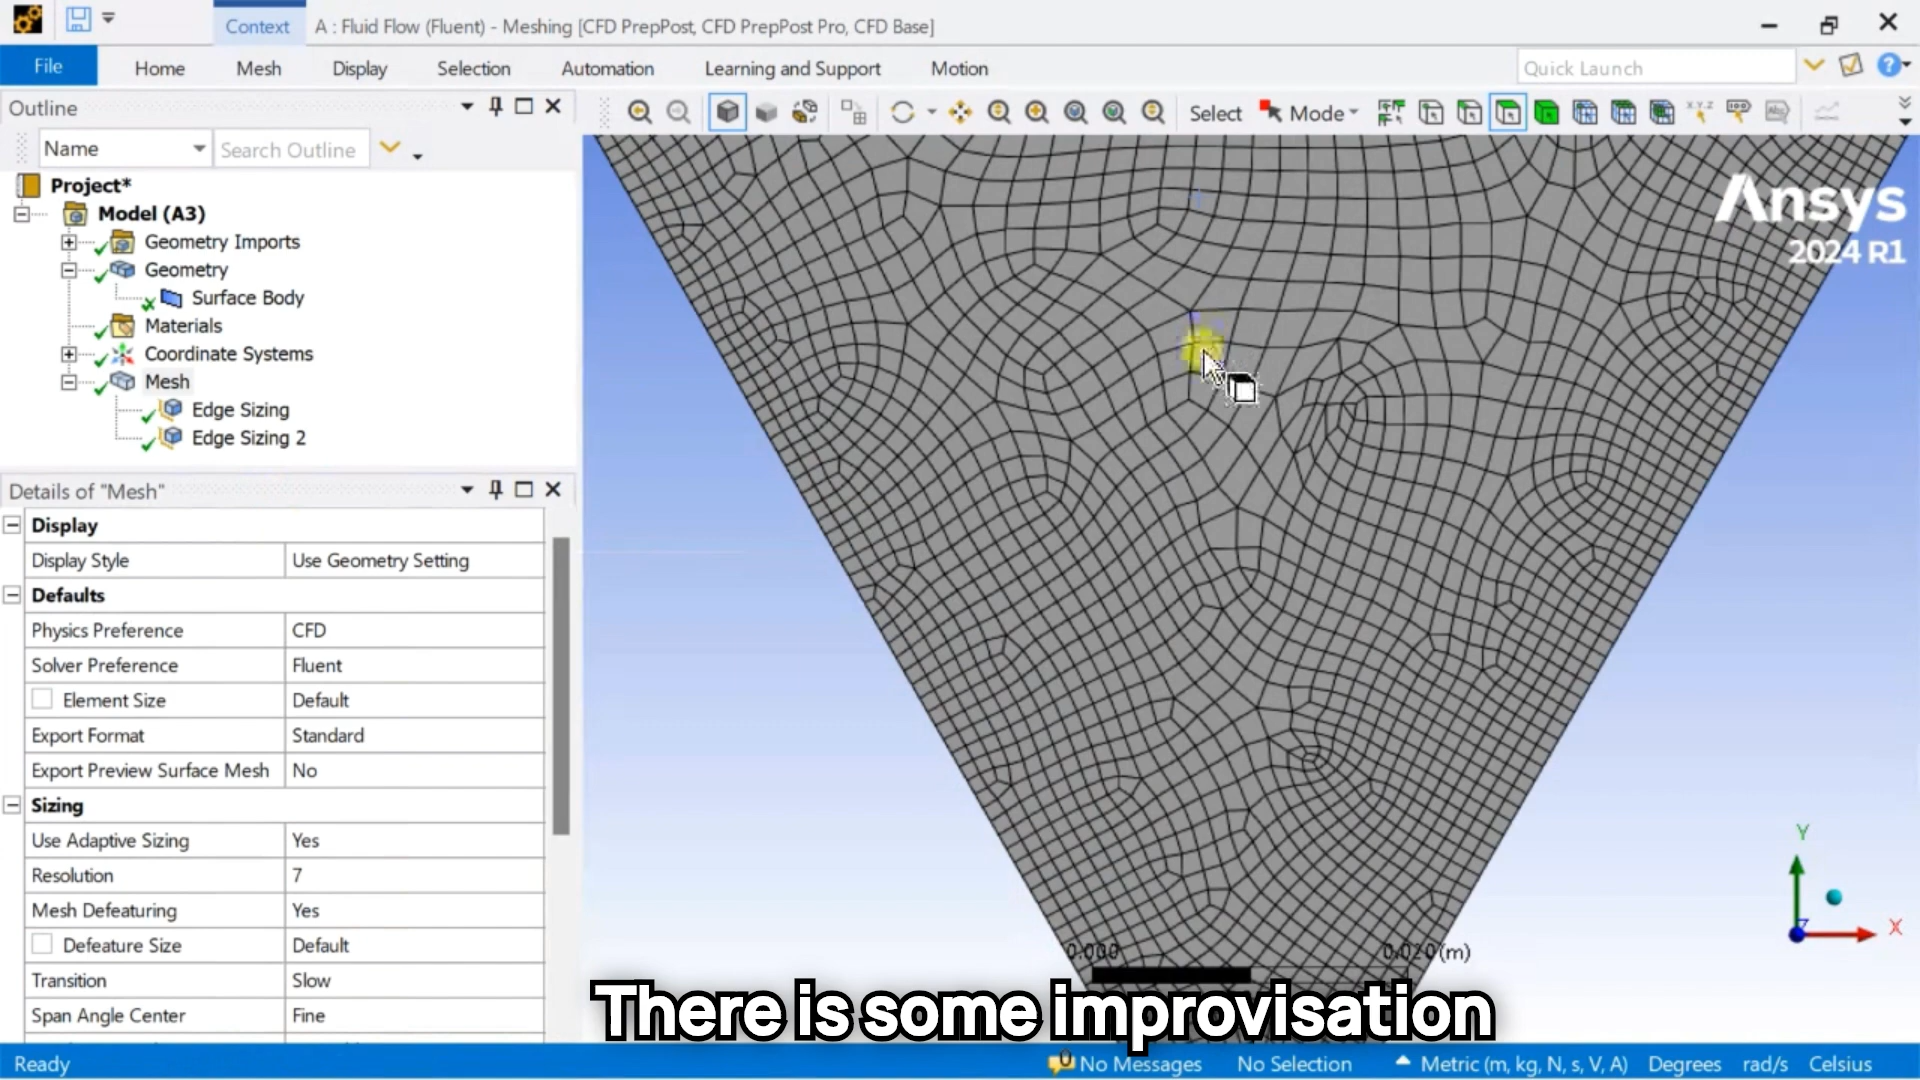 Context
A : Fluid Flow (Fluent) - Meshing [CFD PrepPost, CFD PrepPost Pro, CFD Base]
File
Home
Mesh
Display
Selection
Automation
Learning and Support
Motion
Quick Launch
Outline
Name
Search Outline
Select
Mode
Project*
Model (A3)
Geometry Imports
Geometry
Surface Body
Materials
Coordinate Systems
Mesh
Edge Sizing
Edge Sizing 2
Ansys
2024 R1
Details of "Mesh"
Display
Display Style Use Geometry Setting
Defaults
Physics Preference CFD
Solver Preference Fluent
Element Size Default
Export Format Standard
Export Preview Surface Mesh No
Sizing
Use Adaptive Sizing Yes
Resolution 7
Mesh Defeaturing Yes
Defeature Size Default
Transition Slow
Span Angle Center Fine
Y
Z
X
0.000
0.020 (m)
There is some improvisation
Ready
No Messages
No Selection
Metric (m, kg, N, s, V, A)
Degrees
rad/s
Celsius